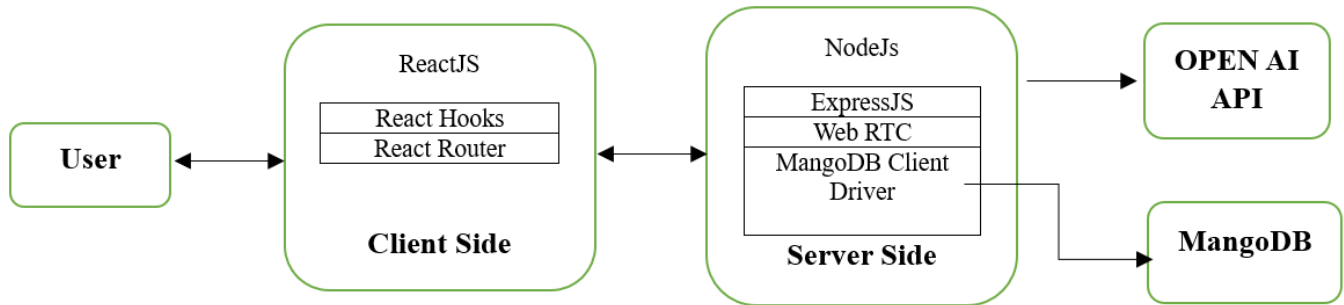 User
ReactJS
React Hooks
React Router
Client Side
NodeJs
ExpressJS
Web RTC
MangoDB Client
Driver
Server Side
OPEN AI
API
MangoDB